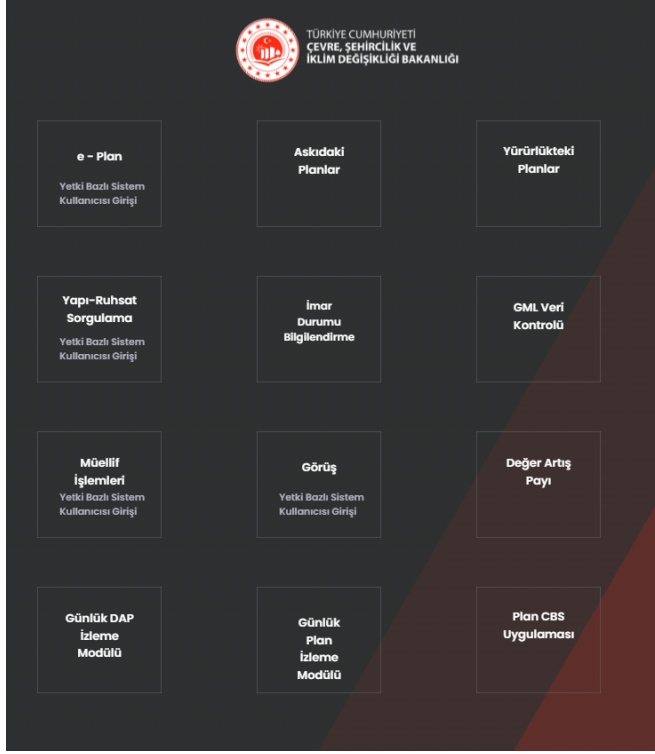 TÜRKİYE CUMHURİYETİ
ÇEVRE, ŞEHİRCİLİK VE
İKLİM DEĞİŞİKLİĞİ BAKANLIĞI
e - Plan
Yetki Bazlı Sistem
Kullanıcısı Girişi
Askıdaki
Planlar
Yürürlükteki
Planlar
Yapı-Ruhsat
Sorgulama
Yetki Bazlı Sistem
Kullanıcısı Girişi
İmar
Durumu
Bilgilendirme
GML Veri
Kontrolü
Müellif
İşlemleri
Yetki Bazlı Sistem
Kullanıcısı Girişi
Görüş
Yetki Bazlı Sistem
Kullanıcısı Girişi
Değer Artış
Payı
Günlük DAP
İzleme
Modülü
Günlük
Plan
İzleme
Modülü
Plan CBS
Uygulaması